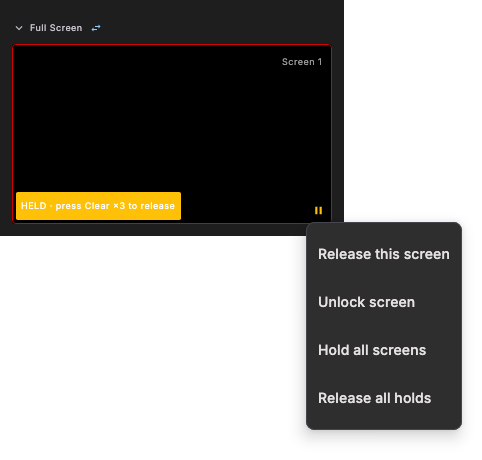 Full Screen
Screen 1
HELD · press Clear ×3 to release
Release this screen
Unlock screen
Hold all screens
Release all holds